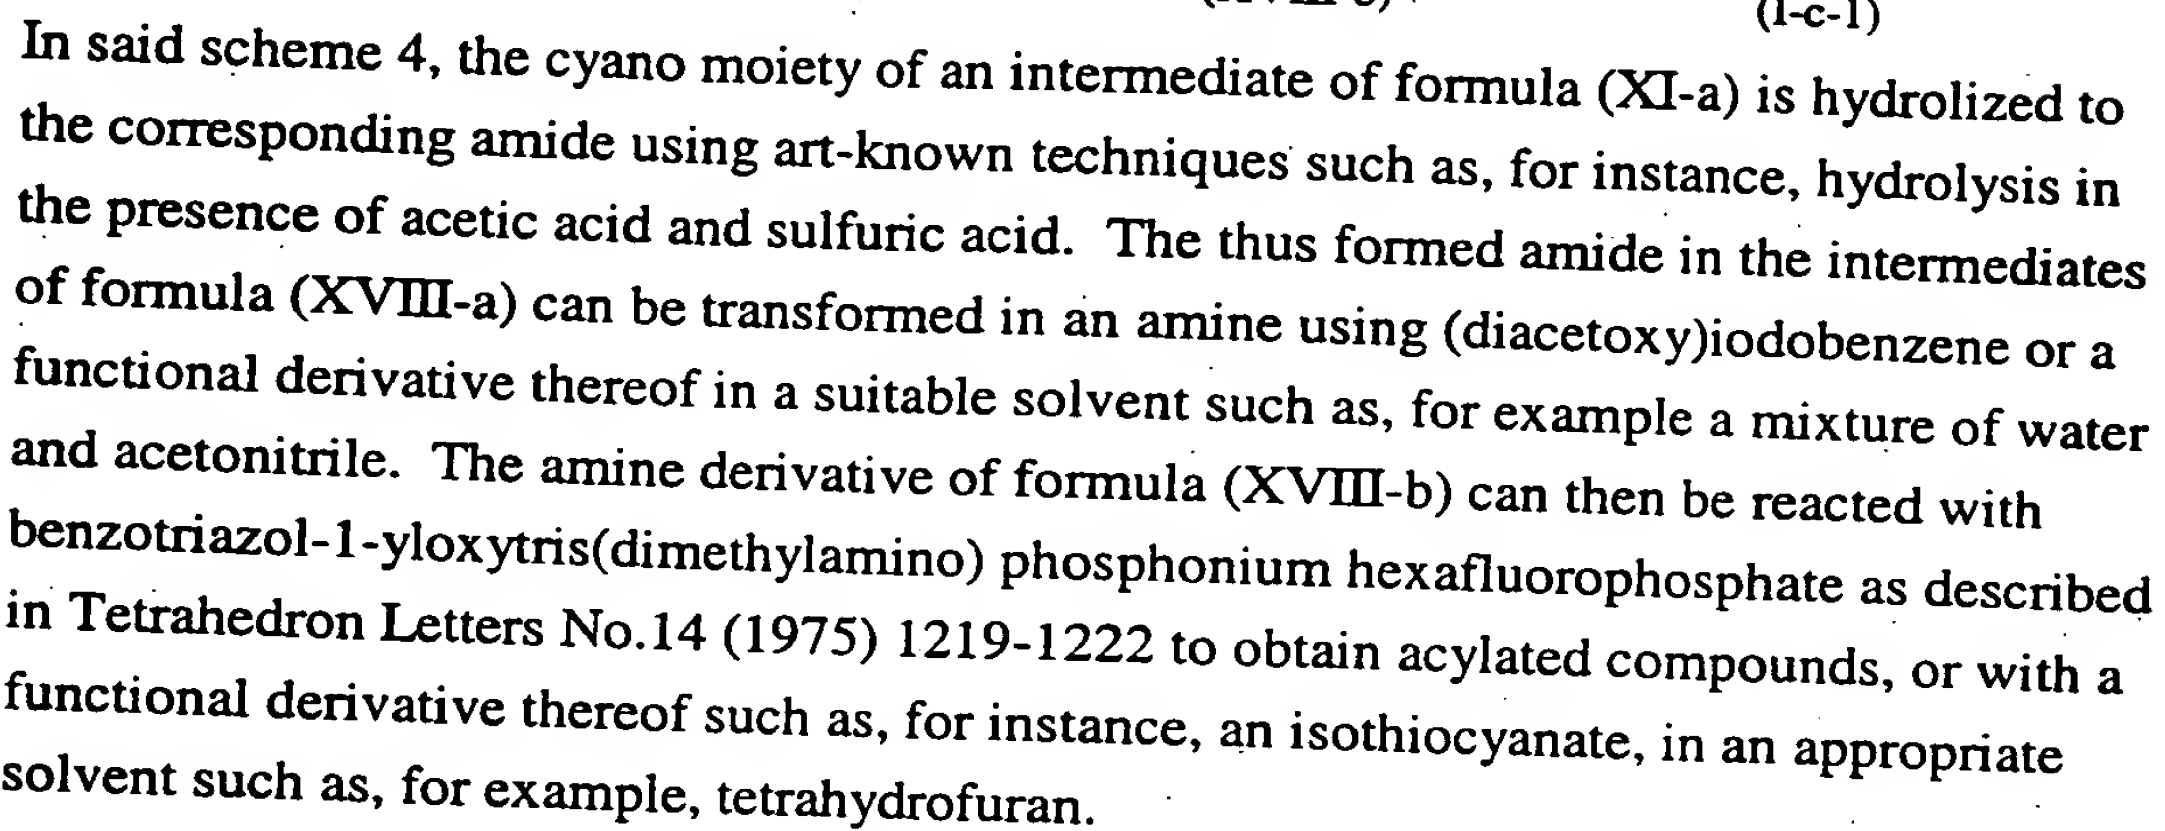 (I-c-1)
In said scheme 4, the cyano moiety of an intermediate of formula (XI-a) is hydrolized to
the corresponding amide using art-known techniques such as, for instance, hydrolysis in
the presence of acetic acid and sulfuric acid. The thus formed amide in the intermediates
of formula (XVIII-a) can be transformed in an amine using (diacetoxy)iodobenzene or a
functional derivative thereof in a suitable solvent such as, for example a mixture of water
and acetonitrile. The amine derivative of formula (XVIII-b) can then be reacted with
benzotriazol-1-yloxytris(dimethylamino) phosphonium hexafluorophosphate as described
in Tetrahedron Letters No.14 (1975) 1219-1222 to obtain acylated compounds, or with a
functional derivative thereof such as, for instance, an isothiocyanate, in an appropriate
solvent such as, for example, tetrahydrofuran.